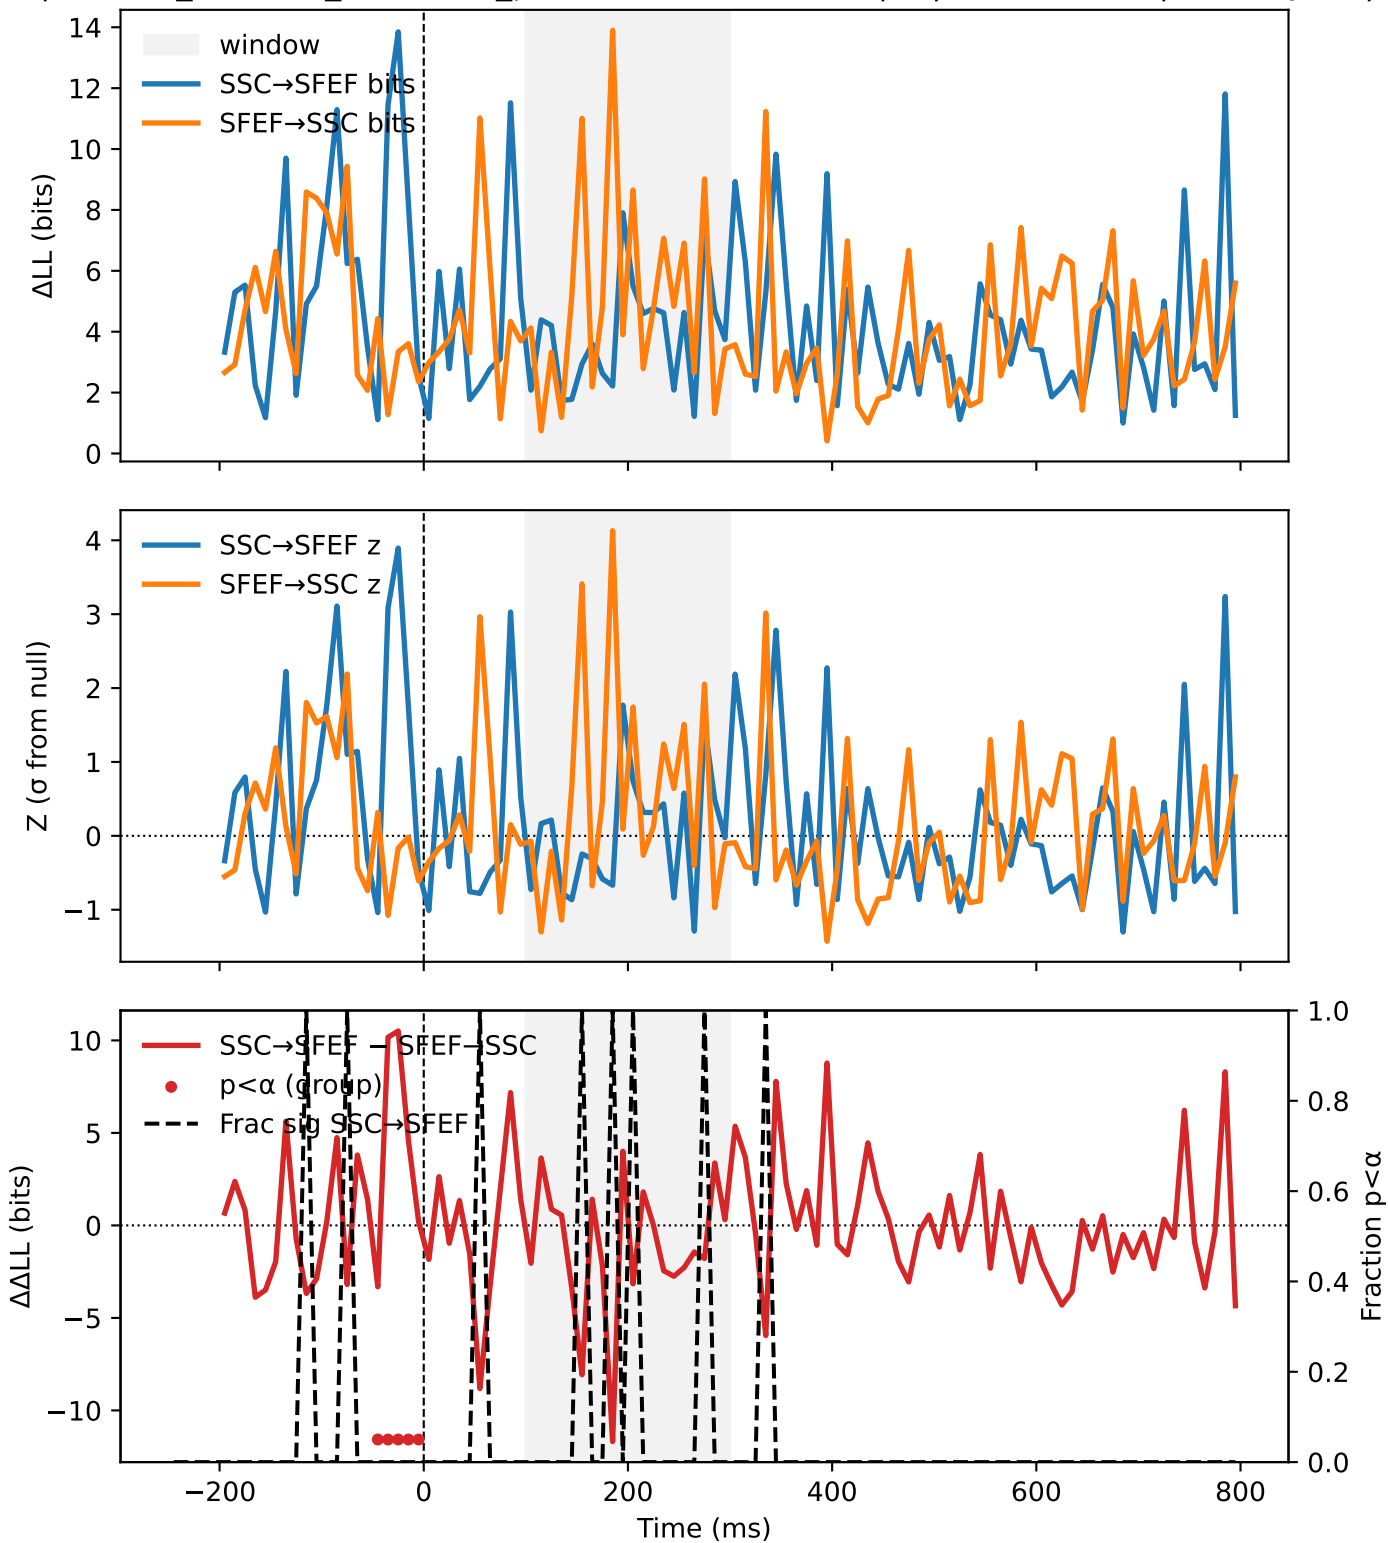 14
12
10
8
6
4
2
0
ΔLL (bits)
window
SSC→SFEF bits
SFEF→SSC bits
4
3
2
1
0
−1
Z (σ from null)
SSC→SFEF z
SFEF→SSC z
10
5
0
−5
−10
ΔΔLL (bits)
SSC→SFEF − SFEF→SSC
p<α (group)
Frac sig SSC→SFEF
1.0
0.8
0.6
0.4
0.2
0.0
Fraction p<α
−200
0
200
400
600
800
Time (ms)